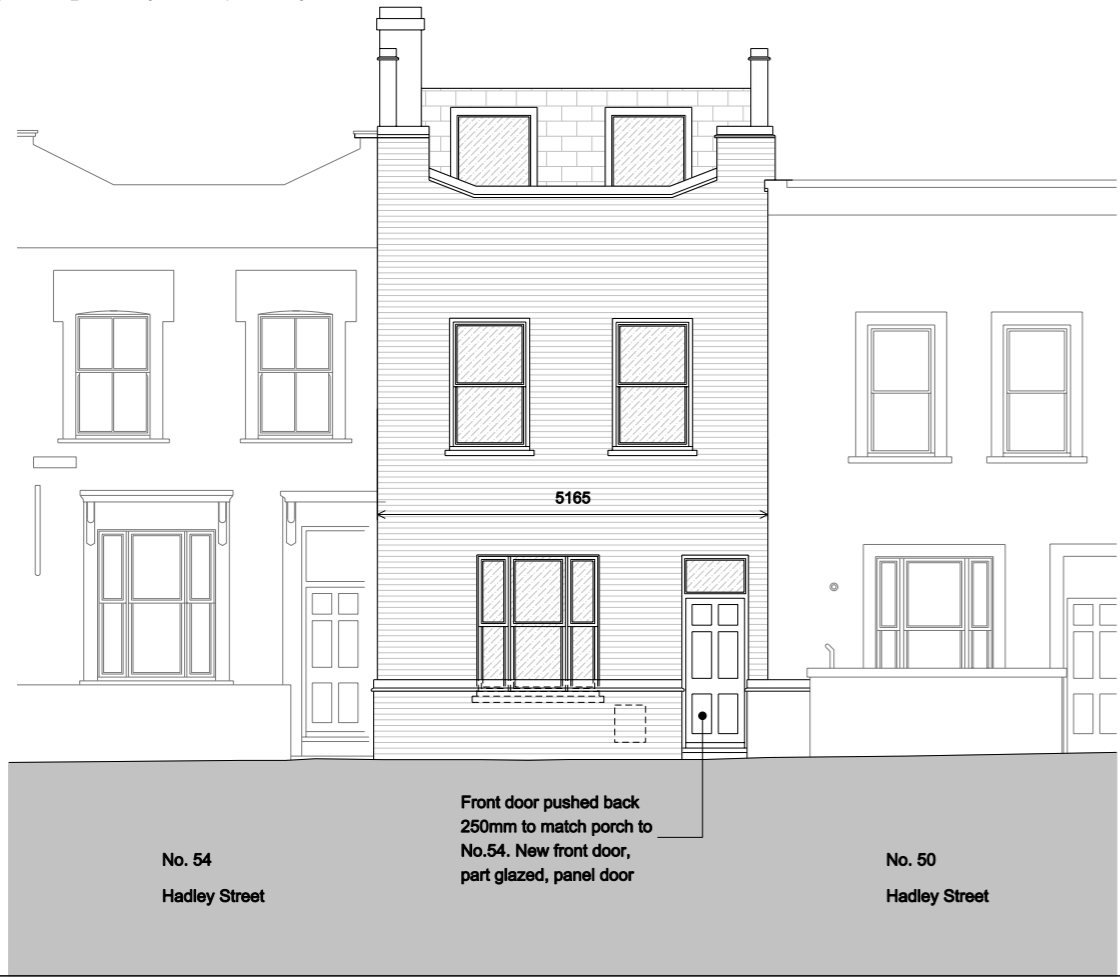 5165
Front door pushed back
250mm to match porch to
No.54. New front door,
part glazed, panel door
No. 54
Hadley Street
No. 50
Hadley Street